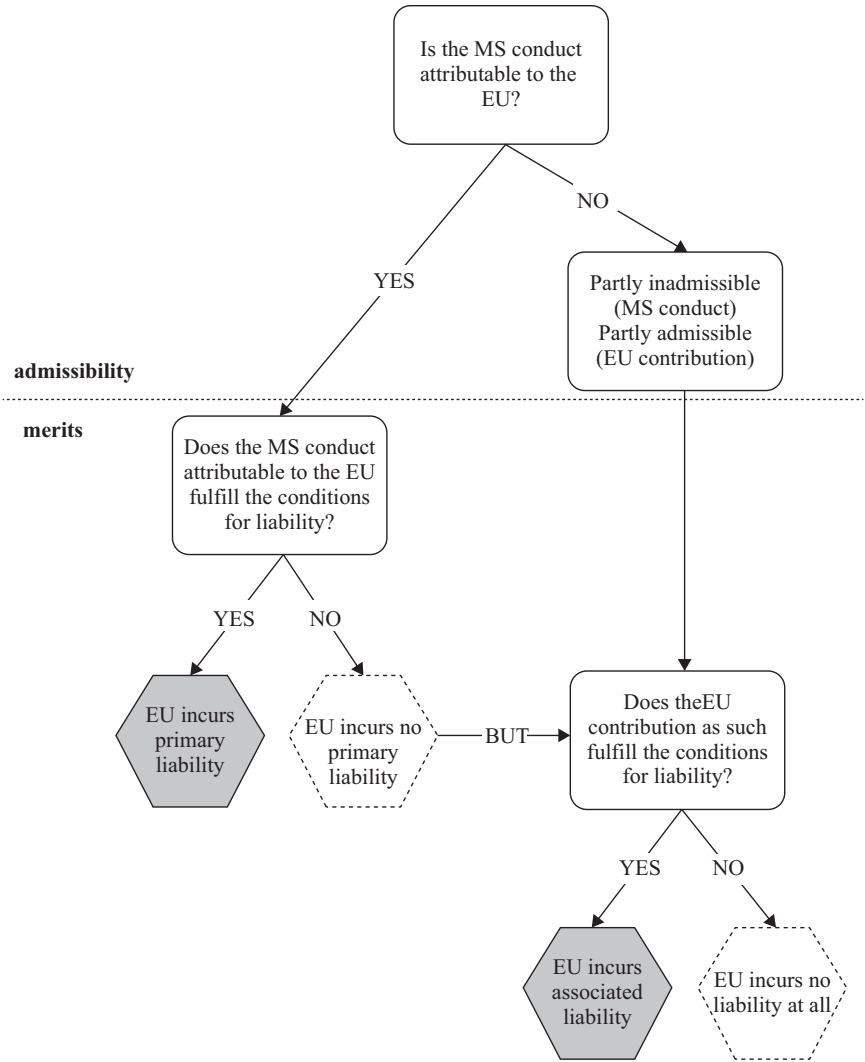 Is the MS conduct
attributable to the
EU?
NO
YES
Partly inadmissible
(MS conduct)
Partly admissible
(EU contribution)
admissibility
merits
Does the MS conduct
attributable to the EU
fulfill the conditions
for liability?
YES
NO
EU incurs
primary
liability
EU incurs no
primary
liability
BUT
Does theEU
contribution as such
fulfill the conditions
for liability?
YES
NO
EU incurs
associated
liability
EU incurs no
liability at all